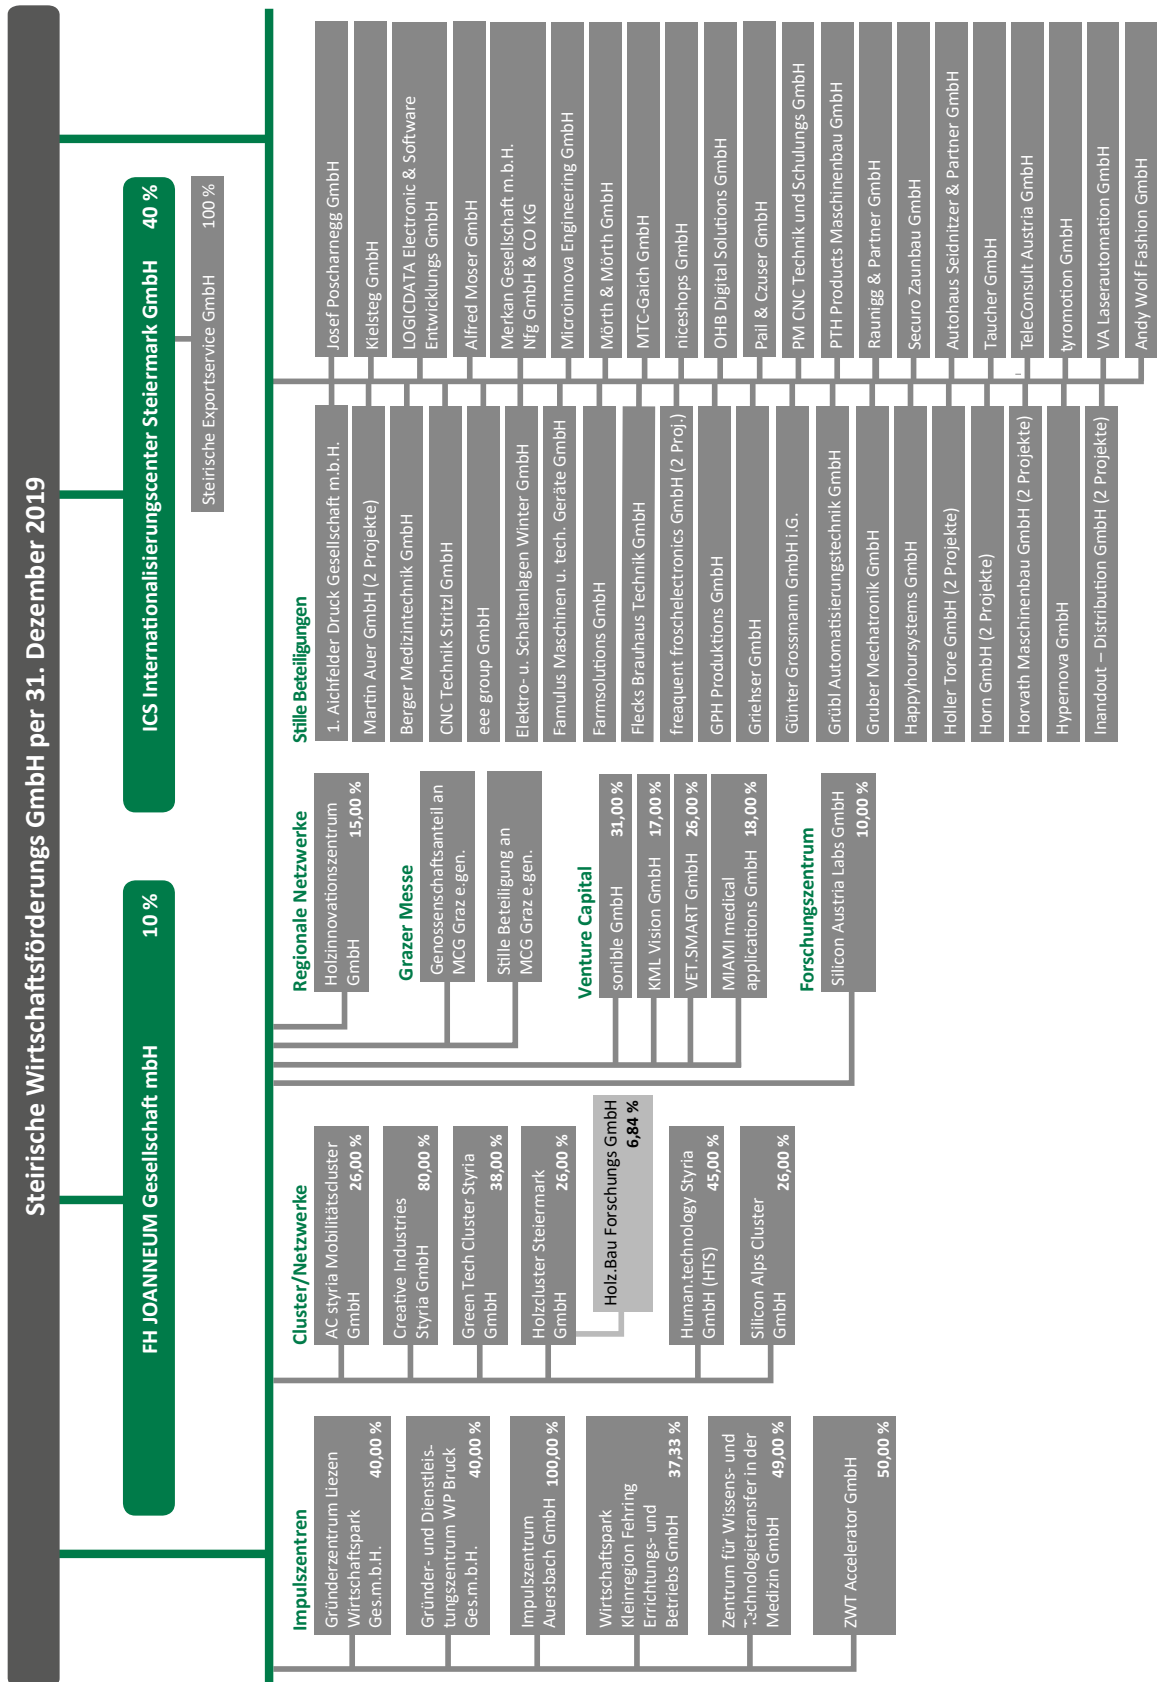 Steirische Wirtschaftsförderungs GmbH per 31. Dezember 2019
FH JOANNEUM Gesellschaft mbH 10 %
ICS Internationalisierungscenter Steiermark GmbH 40 %
Steirische Exportservice GmbH 100 %
Impulszentren
Gründerzentrum Liezen
Wirtschaftspark
Ges.m.b.H. 40,00 %
Gründer- und Dienstleis-
tungszentrum WP Bruck
Ges.m.b.H. 40,00 %
Impulszentrum
Auersbach GmbH 100,00 %
Wirtschaftspark
Kleinregion Fehring
Errichtungs- und
Betriebs GmbH 37,33 %
Zentrum für Wissens- und
Technologietransfer in der
Medizin GmbH 49,00 %
ZWT Accelerator GmbH
50,00 %
Cluster/Netzwerke
AC styria Mobilitätscluster
GmbH 26,00 %
Creative Industries
Styria GmbH 80,00 %
Green Tech Cluster Styria
GmbH 38,00 %
Holzcluster Steiermark
GmbH 26,00 %
Holz.Bau Forschungs GmbH
6,84 %
Human.technology Styria
GmbH (HTS) 45,00 %
Silicon Alps Cluster
GmbH 26,00 %
Regionale Netzwerke
Holzinnovationszentrum
GmbH 15,00 %
Grazer Messe
Genossenschaftsanteil an
MCG Graz e.gen.
Stille Beteiligung an
MCG Graz e.gen.
Venture Capital
sonible GmbH 31,00 %
KML Vision GmbH 17,00 %
VET.SMART GmbH 26,00 %
MIAMI medical
applications GmbH 18,00 %
Forschungszentrum
Silicon Austria Labs GmbH
10,00 %
Stille Beteiligungen
1. Aichfelder Druck Gesellschaft m.b.H.
Martin Auer GmbH (2 Projekte)
Berger Medizintechnik GmbH
CNC Technik Stritzl GmbH
eee group GmbH
Elektro- u. Schaltanlagen Winter GmbH
Famulus Maschinen u. tech. Geräte GmbH
Farmsolutions GmbH
Flecks Brauhaus Technik GmbH
freaquent froschelectronics GmbH (2 Proj.)
GPH Produktions GmbH
Griehser GmbH
Günter Grossmann GmbH i.G.
Grübl Automatisierungstechnik GmbH
Gruber Mechatronik GmbH
Happyhoursystems GmbH
Holler Tore GmbH (2 Projekte)
Horn GmbH (2 Projekte)
Horvath Maschinenbau GmbH (2 Projekte)
Hypernova GmbH
Inandout – Distribution GmbH (2 Projekte)
Josef Poscharnegg GmbH
Kielsteg GmbH
LOGICDATA Electronic & Software
Entwicklungs GmbH
Alfred Moser GmbH
Merkan Gesellschaft m.b.H.
Nfg GmbH & CO KG
Microinnova Engineering GmbH
Mörth & Mörth GmbH
MTC-Gaich GmbH
niceshops GmbH
OHB Digital Solutions GmbH
Pail & Czuser GmbH
PM CNC Technik und Schulungs GmbH
PTH Products Maschinenbau GmbH
Raunigg & Partner GmbH
Securo Zaunbau GmbH
Autohaus Seidnitzer & Partner GmbH
Taucher GmbH
TeleConsult Austria GmbH
tyromotion GmbH
VA Laserautomation GmbH
Andy Wolf Fashion GmbH